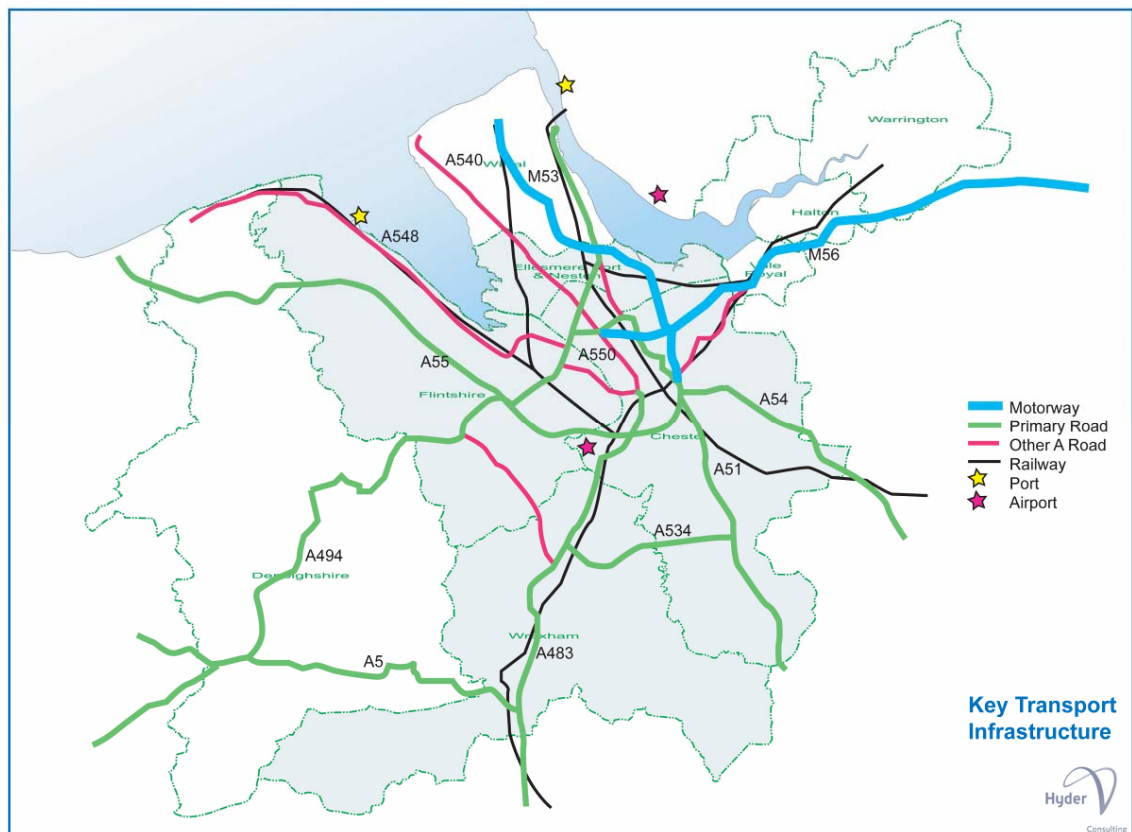 Warrington
A540
Wirral
M53
Halton
A548
M56
Ellesmere Port
& Neston
Vale
Royal
A55
A550
Flintshire
A54
Chester
A51
Motorway
Primary Road
Other A Road
Railway
Port
Airport
A534
A494
Denbighshire
Wrexham
A483
A5
Key Transport
Infrastructure
Hyder
Consulting